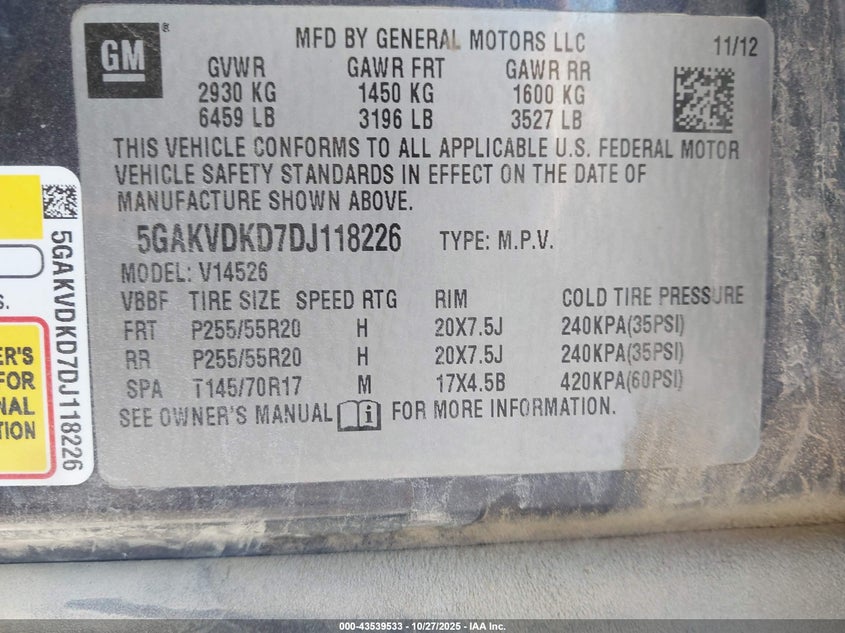 GM ® MFD BY GENERAL MOTORS LLC 11/12
GVWR GAWR FRT GAWR RR
2930 KG 1450 KG 1600 KG
6459 LB 3196 LB 3527 LB
THIS VEHICLE CONFORMS TO ALL APPLICABLE U.S. FEDERAL MOTOR
VEHICLE SAFETY STANDARDS IN EFFECT ON THE DATE OF
MANUFACTURE SHOWN ABOVE.
5GAKVDKD7DJ118226 TYPE: M.P.V.
MODEL: V14526
VBBF TIRE SIZE SPEED RTG RIM COLD TIRE PRESSURE
FRT P255/55R20 H 20X7.5J 240KPA(35PSI)
RR P255/55R20 H 20X7.5J 240KPA(35PSI)
SPA T145/70R17 M 17X4.5B 420KPA(60PSI)
SEE OWNER'S MANUAL i FOR MORE INFORMATION.
5GAKVDKD7DJ118226
S.
ER'S
FOR
NAL
TION
000-43539533 | 10/27/2025 | IAA Inc.